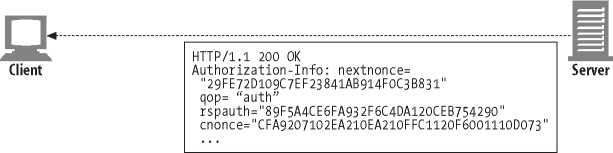 HTTP/1.1 200 OK
Authorization-Info: nextnonce=
"29FE72D109C7EF23841AB914F0C3B831"
qop= “auth”
rspauth="89F5A4CE6FA932F6C4DA120CEB754290"
cnonce="CFA9207102EA210EA210FFC1120F6001110D073"
...
Client
Server